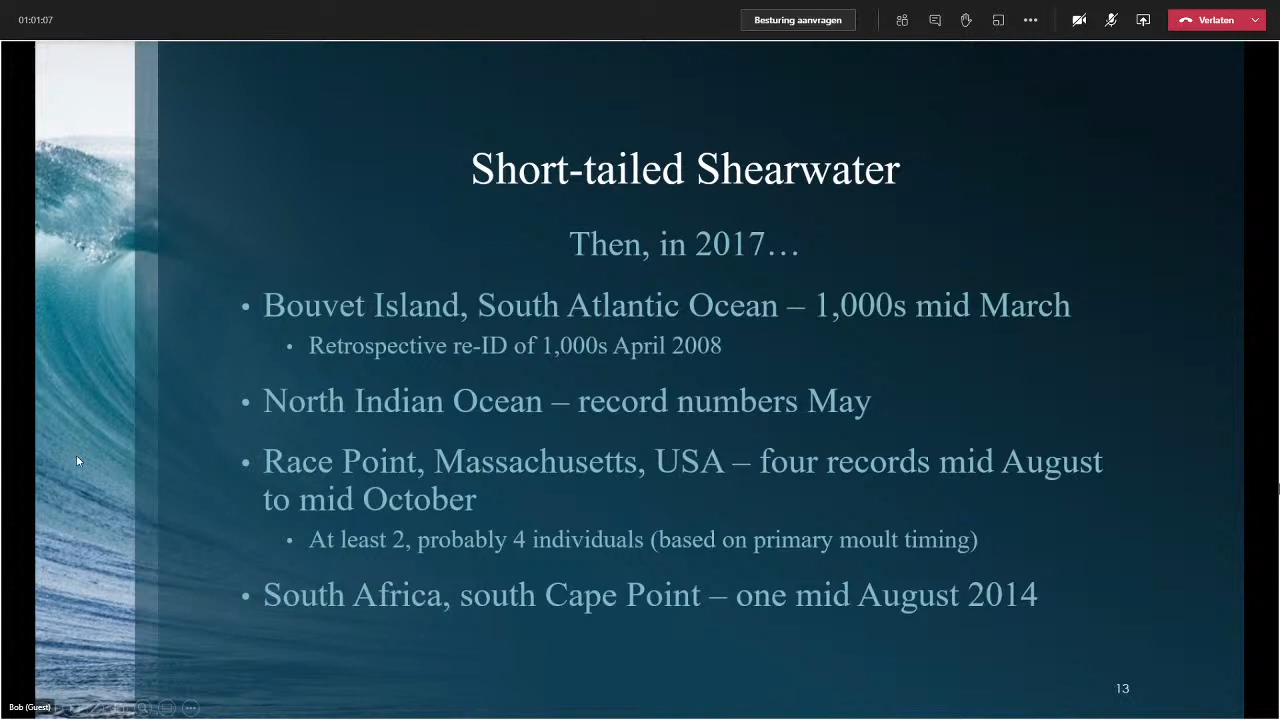 01:01:07
Besturing aanvragen
Verlaten
Short-tailed Shearwater
Then, in 2017…
• Bouvet Island, South Atlantic Ocean – 1,000s mid March
• Retrospective re-ID of 1,000s April 2008
• North Indian Ocean – record numbers May
• Race Point, Massachusetts, USA – four records mid August
to mid October
• At least 2, probably 4 individuals (based on primary moult timing)
• South Africa, south Cape Point – one mid August 2014
13
Bob (Guest)